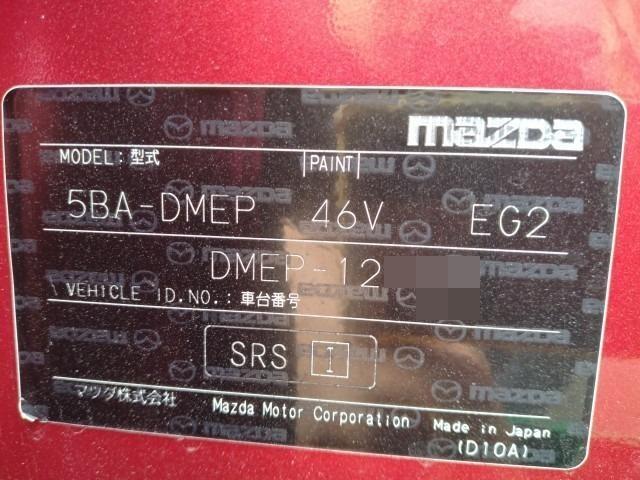 mazda
MODEL:型式 PAINT
5BA-DMEP 46V EG2
DMEP-12
VEHICLE ID.NO.:車台番号
SRS I
マツダ株式会社 Mazda Motor Corporation Made in Japan
(D10A)